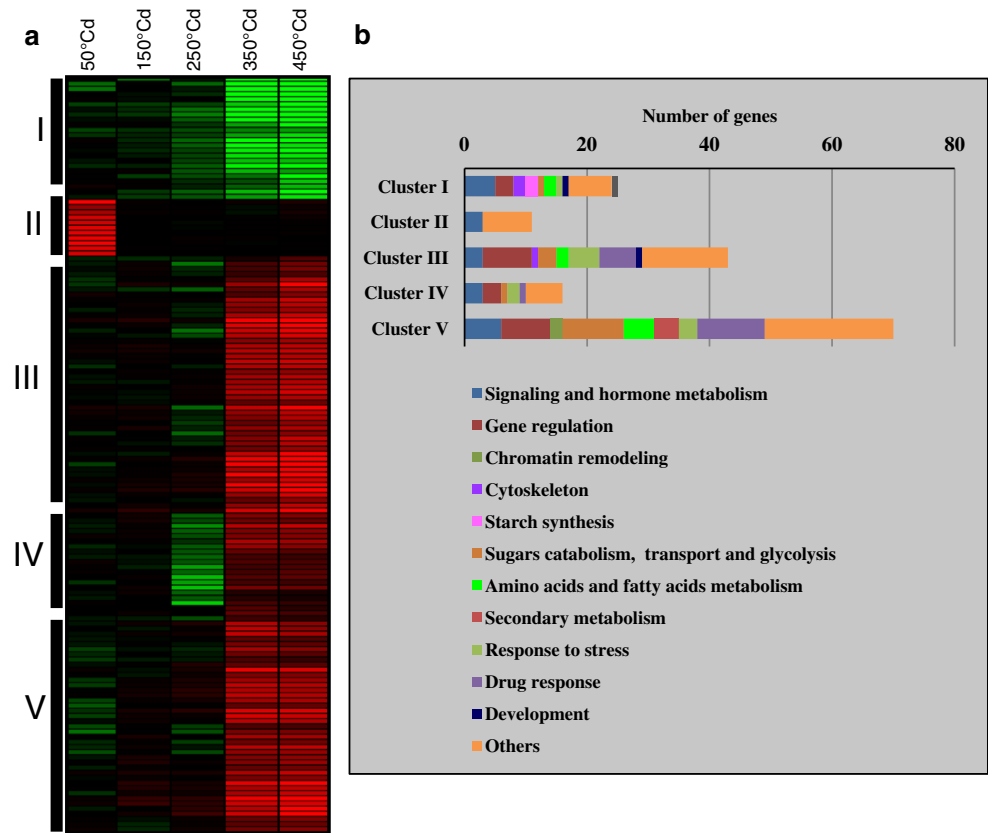 a
50°Cd
150°Cd
250°Cd
350°Cd
450°Cd
I
II
III
IV
V
b
Number of genes
0 20 40 60 80
Cluster I
Cluster II
Cluster III
Cluster IV
Cluster V
Signaling and hormone metabolism
Gene regulation
Chromatin remodeling
Cytoskeleton
Starch synthesis
Sugars catabolism, transport and glycolysis
Amino acids and fatty acids metabolism
Secondary metabolism
Response to stress
Drug response
Development
Others